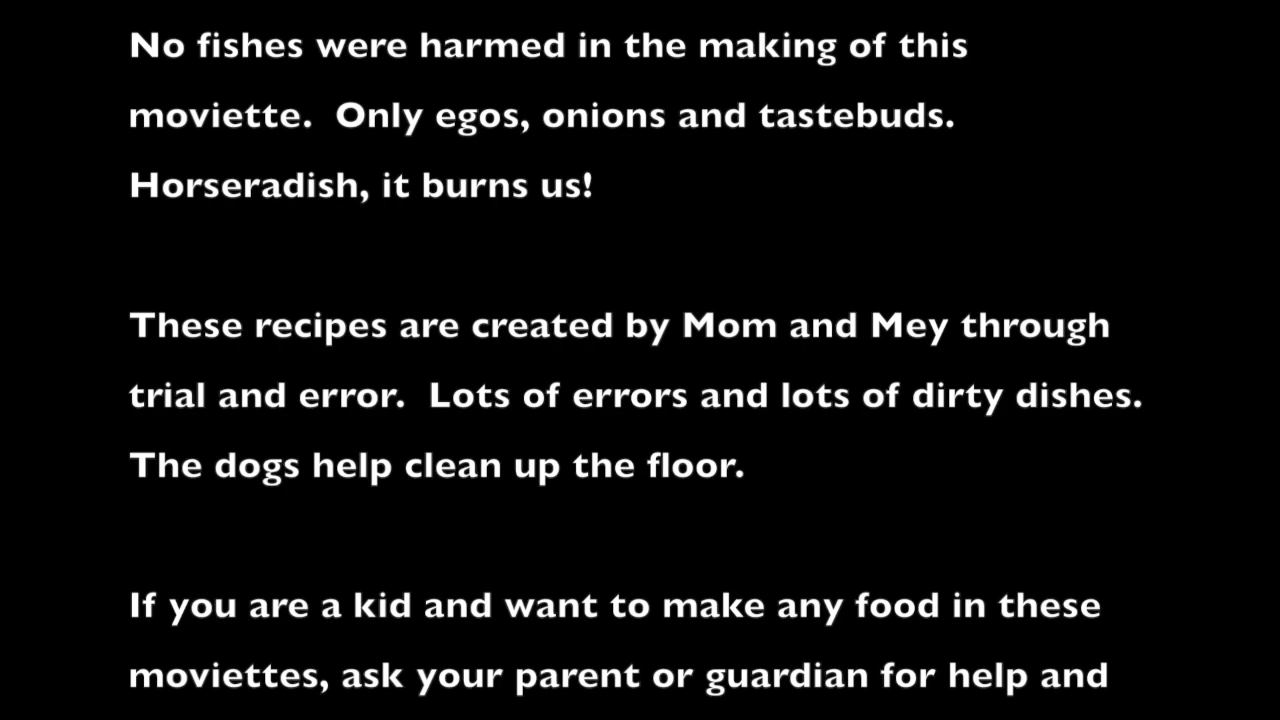 No fishes were harmed in the making of this
moviette.  Only egos, onions and tastebuds.
Horseradish, it burns us!
These recipes are created by Mom and Mey through
trial and error.  Lots of errors and lots of dirty dishes.
The dogs help clean up the floor.
If you are a kid and want to make any food in these
moviettes, ask your parent or guardian for help and